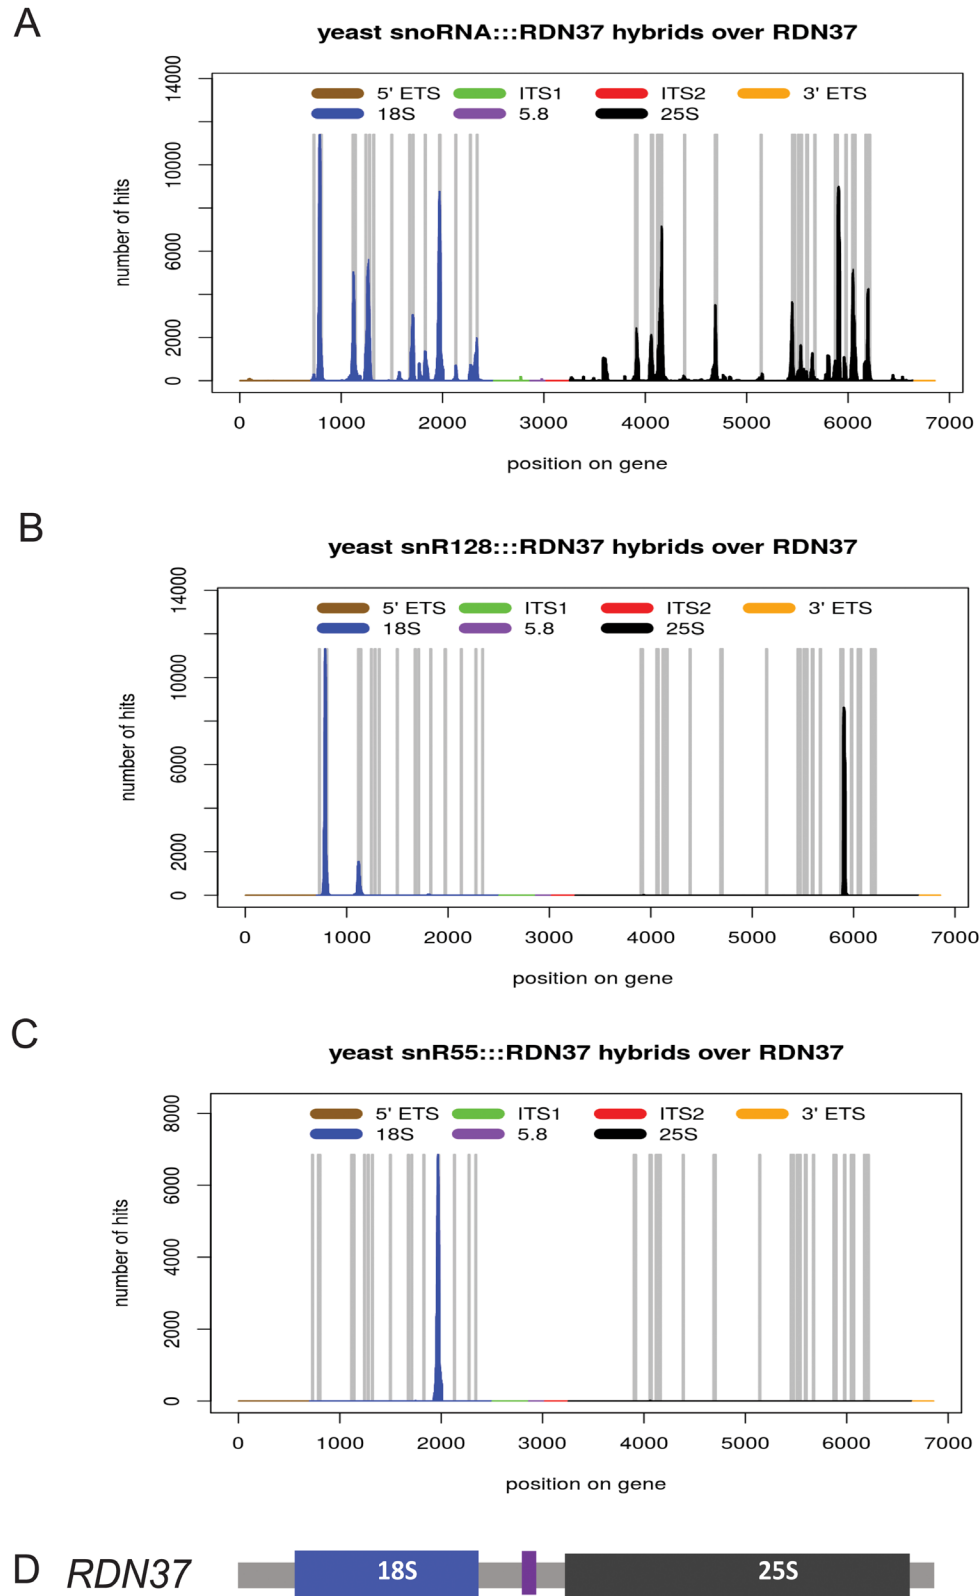 A
yeast snoRNA:::RDN37 hybrids over RDN37
5' ETS ITS1 ITS2 3' ETS
18S 5.8 25S
number of hits
0 2000 6000 10000 14000
0 1000 2000 3000 4000 5000 6000 7000
position on gene
B
yeast snR128:::RDN37 hybrids over RDN37
5' ETS ITS1 ITS2 3' ETS
18S 5.8 25S
number of hits
0 2000 6000 10000 14000
0 1000 2000 3000 4000 5000 6000 7000
position on gene
C
yeast snR55:::RDN37 hybrids over RDN37
5' ETS ITS1 ITS2 3' ETS
18S 5.8 25S
number of hits
0 2000 4000 6000 8000
0 1000 2000 3000 4000 5000 6000 7000
position on gene
D RDN37 18S 25S